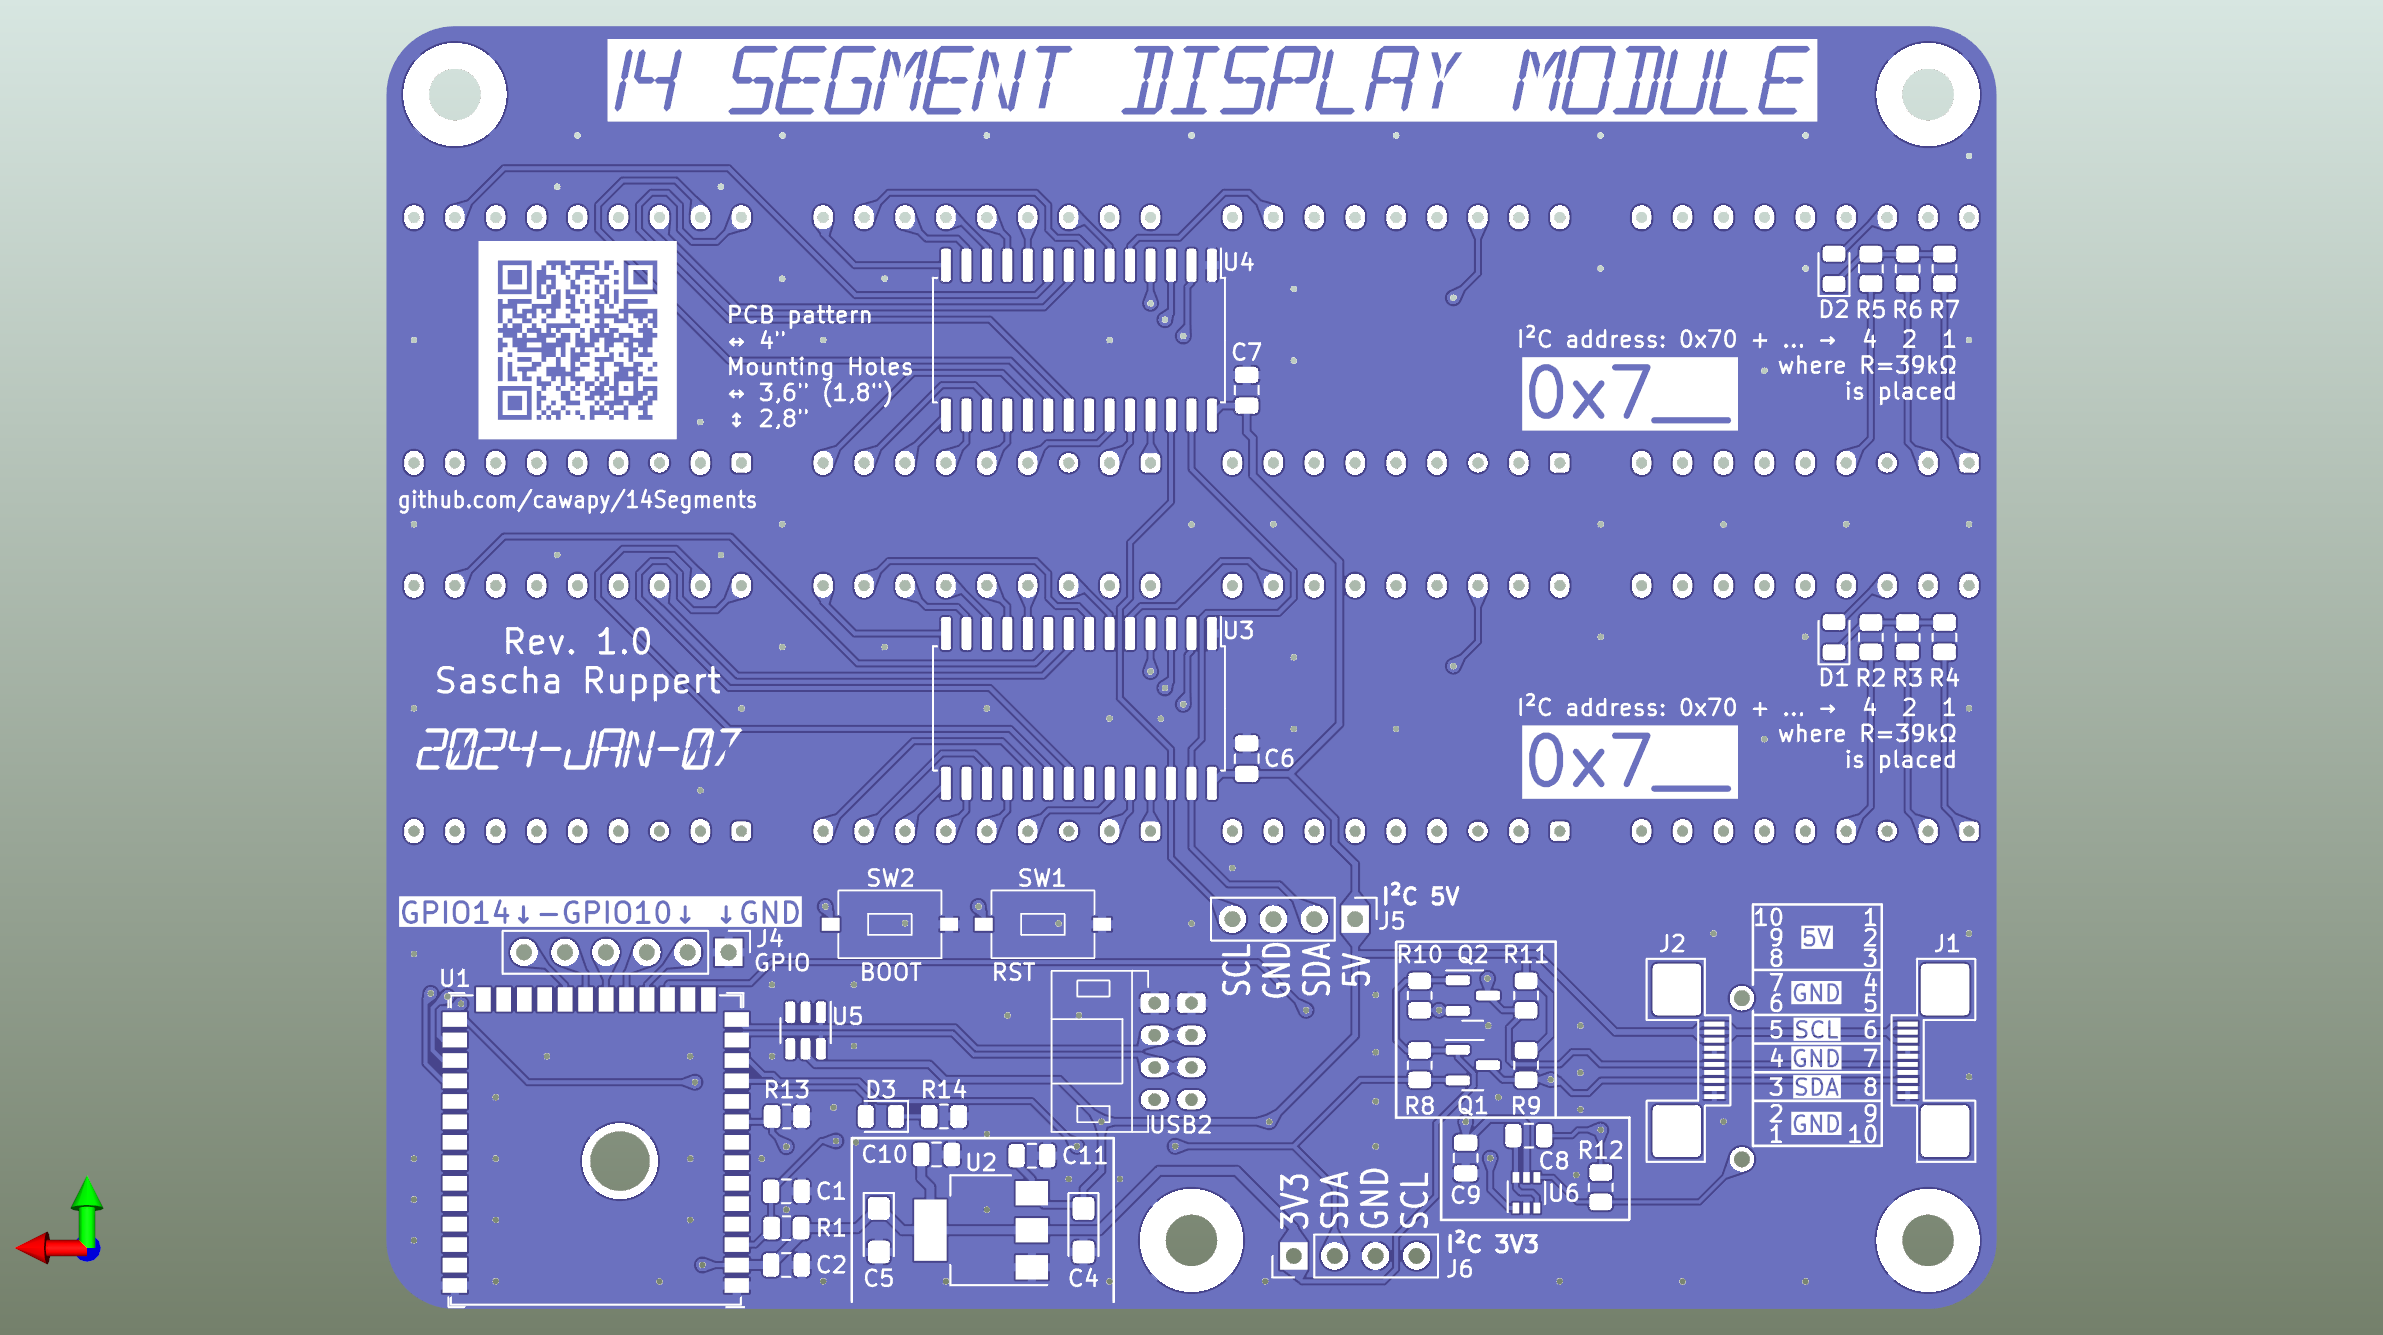 14 SEGMENT DISPLAY MODULE
U4
D2 R5 R6 R7
PCB pattern
↔ 4"
Mounting Holes
↔ 3,6" (1,8")
↕ 2,8"
C7
I²C address: 0x70 + ... → 4 2 1
where R=39kΩ
is placed
0x7__
github.com/cawapy/14Segments
U3
Rev. 1.0
Sascha Ruppert
2024-JAN-07
D1 R2 R3 R4
I²C address: 0x70 + ... → 4 2 1
where R=39kΩ
is placed
0x7__
C6
SW2
SW1
GPIO14↓-GPIO10↓ ↓GND
J4
GPIO
U1
BOOT
RST
I²C 5V
J5
SCL
GND
SDA
5V
R10 Q2 R11
J2
J1
10 5V 1
9 2
8 3
7 GND 4
6 5
5 SCL 6
4 GND 7
3 SDA 8
2 GND 9
1 10
U5
R13
D3
R14
R8 Q1 R9
USB2
C10
U2
C11
C8
R12
C9
U6
C1
R1
C2
C5
C4
3V3
SDA
GND
SCL
I²C 3V3
J6